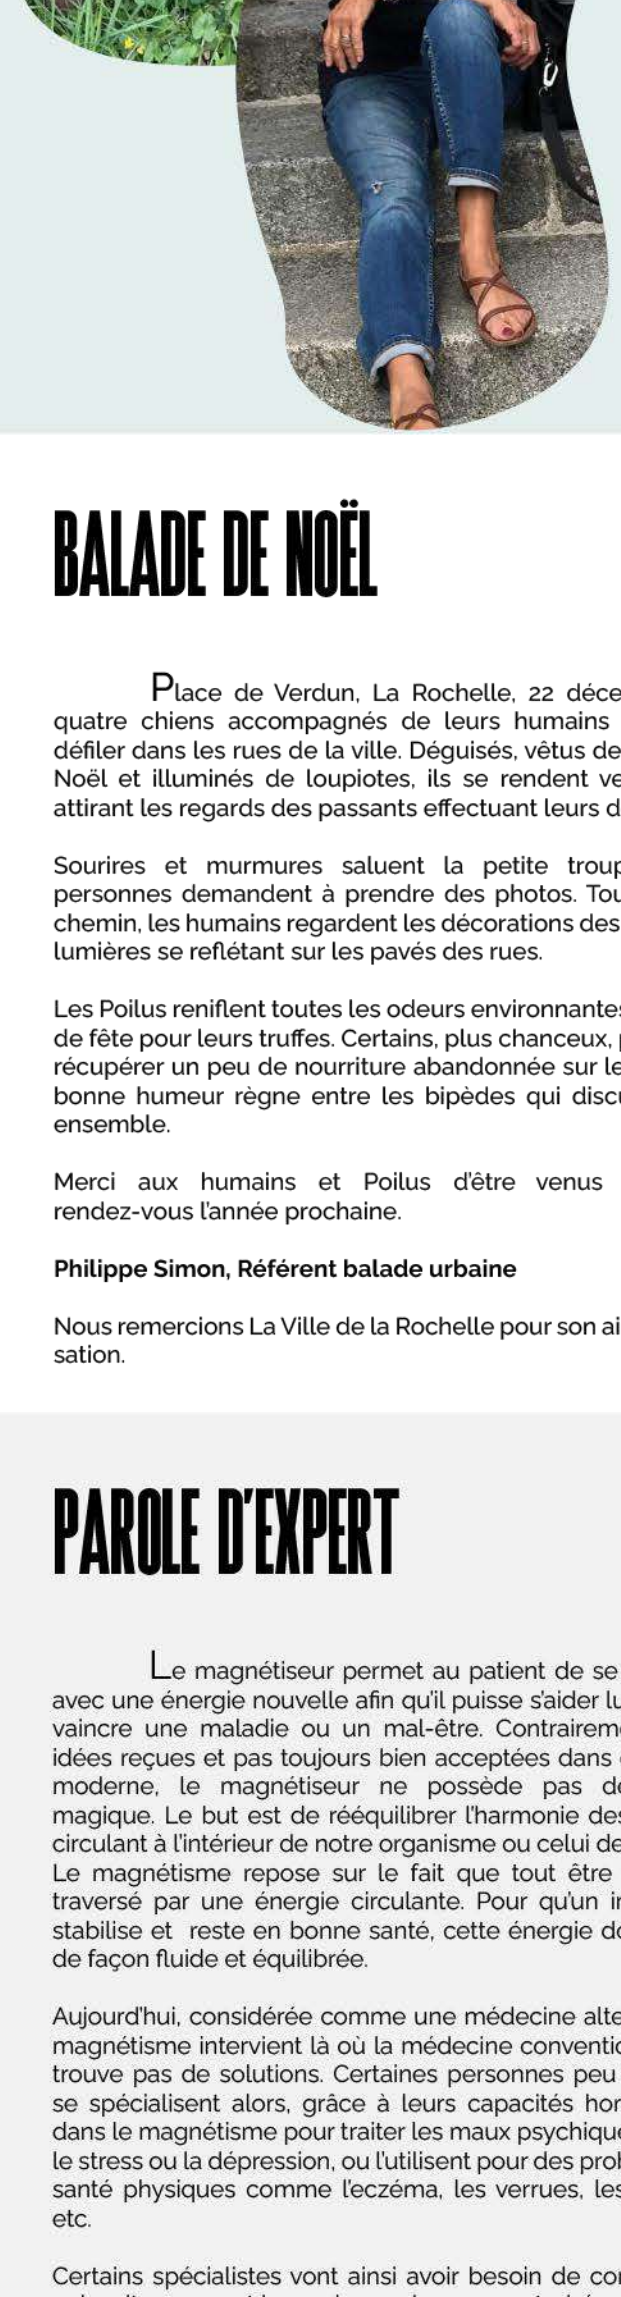 BALADE DE NOËL
Place de Verdun, La Rochelle, 22 déce
quatre chiens accompagnés de leurs humains
défiler dans les rues de la ville. Déguisés, vêtus de
Noël et illuminés de loupiotes, ils se rendent ve
attirant les regards des passants effectuant leurs d
Sourires et murmures saluent la petite troup
personnes demandent à prendre des photos. Tou
chemin, les humains regardent les décorations des
lumières se reflétant sur les pavés des rues.
Les Poilus reniflent toutes les odeurs environnantes
de fête pour leurs truffes. Certains, plus chanceux, p
récupérer un peu de nourriture abandonnée sur le
bonne humeur règne entre les bipèdes qui discu
ensemble.
Merci aux humains et Poilus d'être venus
rendez-vous l'année prochaine.
Philippe Simon, Référent balade urbaine
Nous remercions La Ville de la Rochelle pour son ai
sation.
PAROLE D'EXPERT
Le magnétiseur permet au patient de se
avec une énergie nouvelle afin qu'il puisse s'aider lu
vaincre une maladie ou un mal-être. Contrairem
idées reçues et pas toujours bien acceptées dans
moderne, le magnétiseur ne possède pas de
magique. Le but est de rééquilibrer l'harmonie des
circulant à l'intérieur de notre organisme ou celui de
Le magnétisme repose sur le fait que tout être
traversé par une énergie circulante. Pour qu'un in
stabilise et reste en bonne santé, cette énergie do
de façon fluide et équilibrée.
Aujourd'hui, considérée comme une médecine alte
magnétisme intervient là où la médecine conventio
trouve pas de solutions. Certaines personnes peu
se spécialisent alors, grâce à leurs capacités hor
dans le magnétisme pour traiter les maux psychique
le stress ou la dépression, ou l'utilisent pour des prob
santé physiques comme l'eczéma, les verrues, les
etc.
Certains spécialistes vont ainsi avoir besoin de con